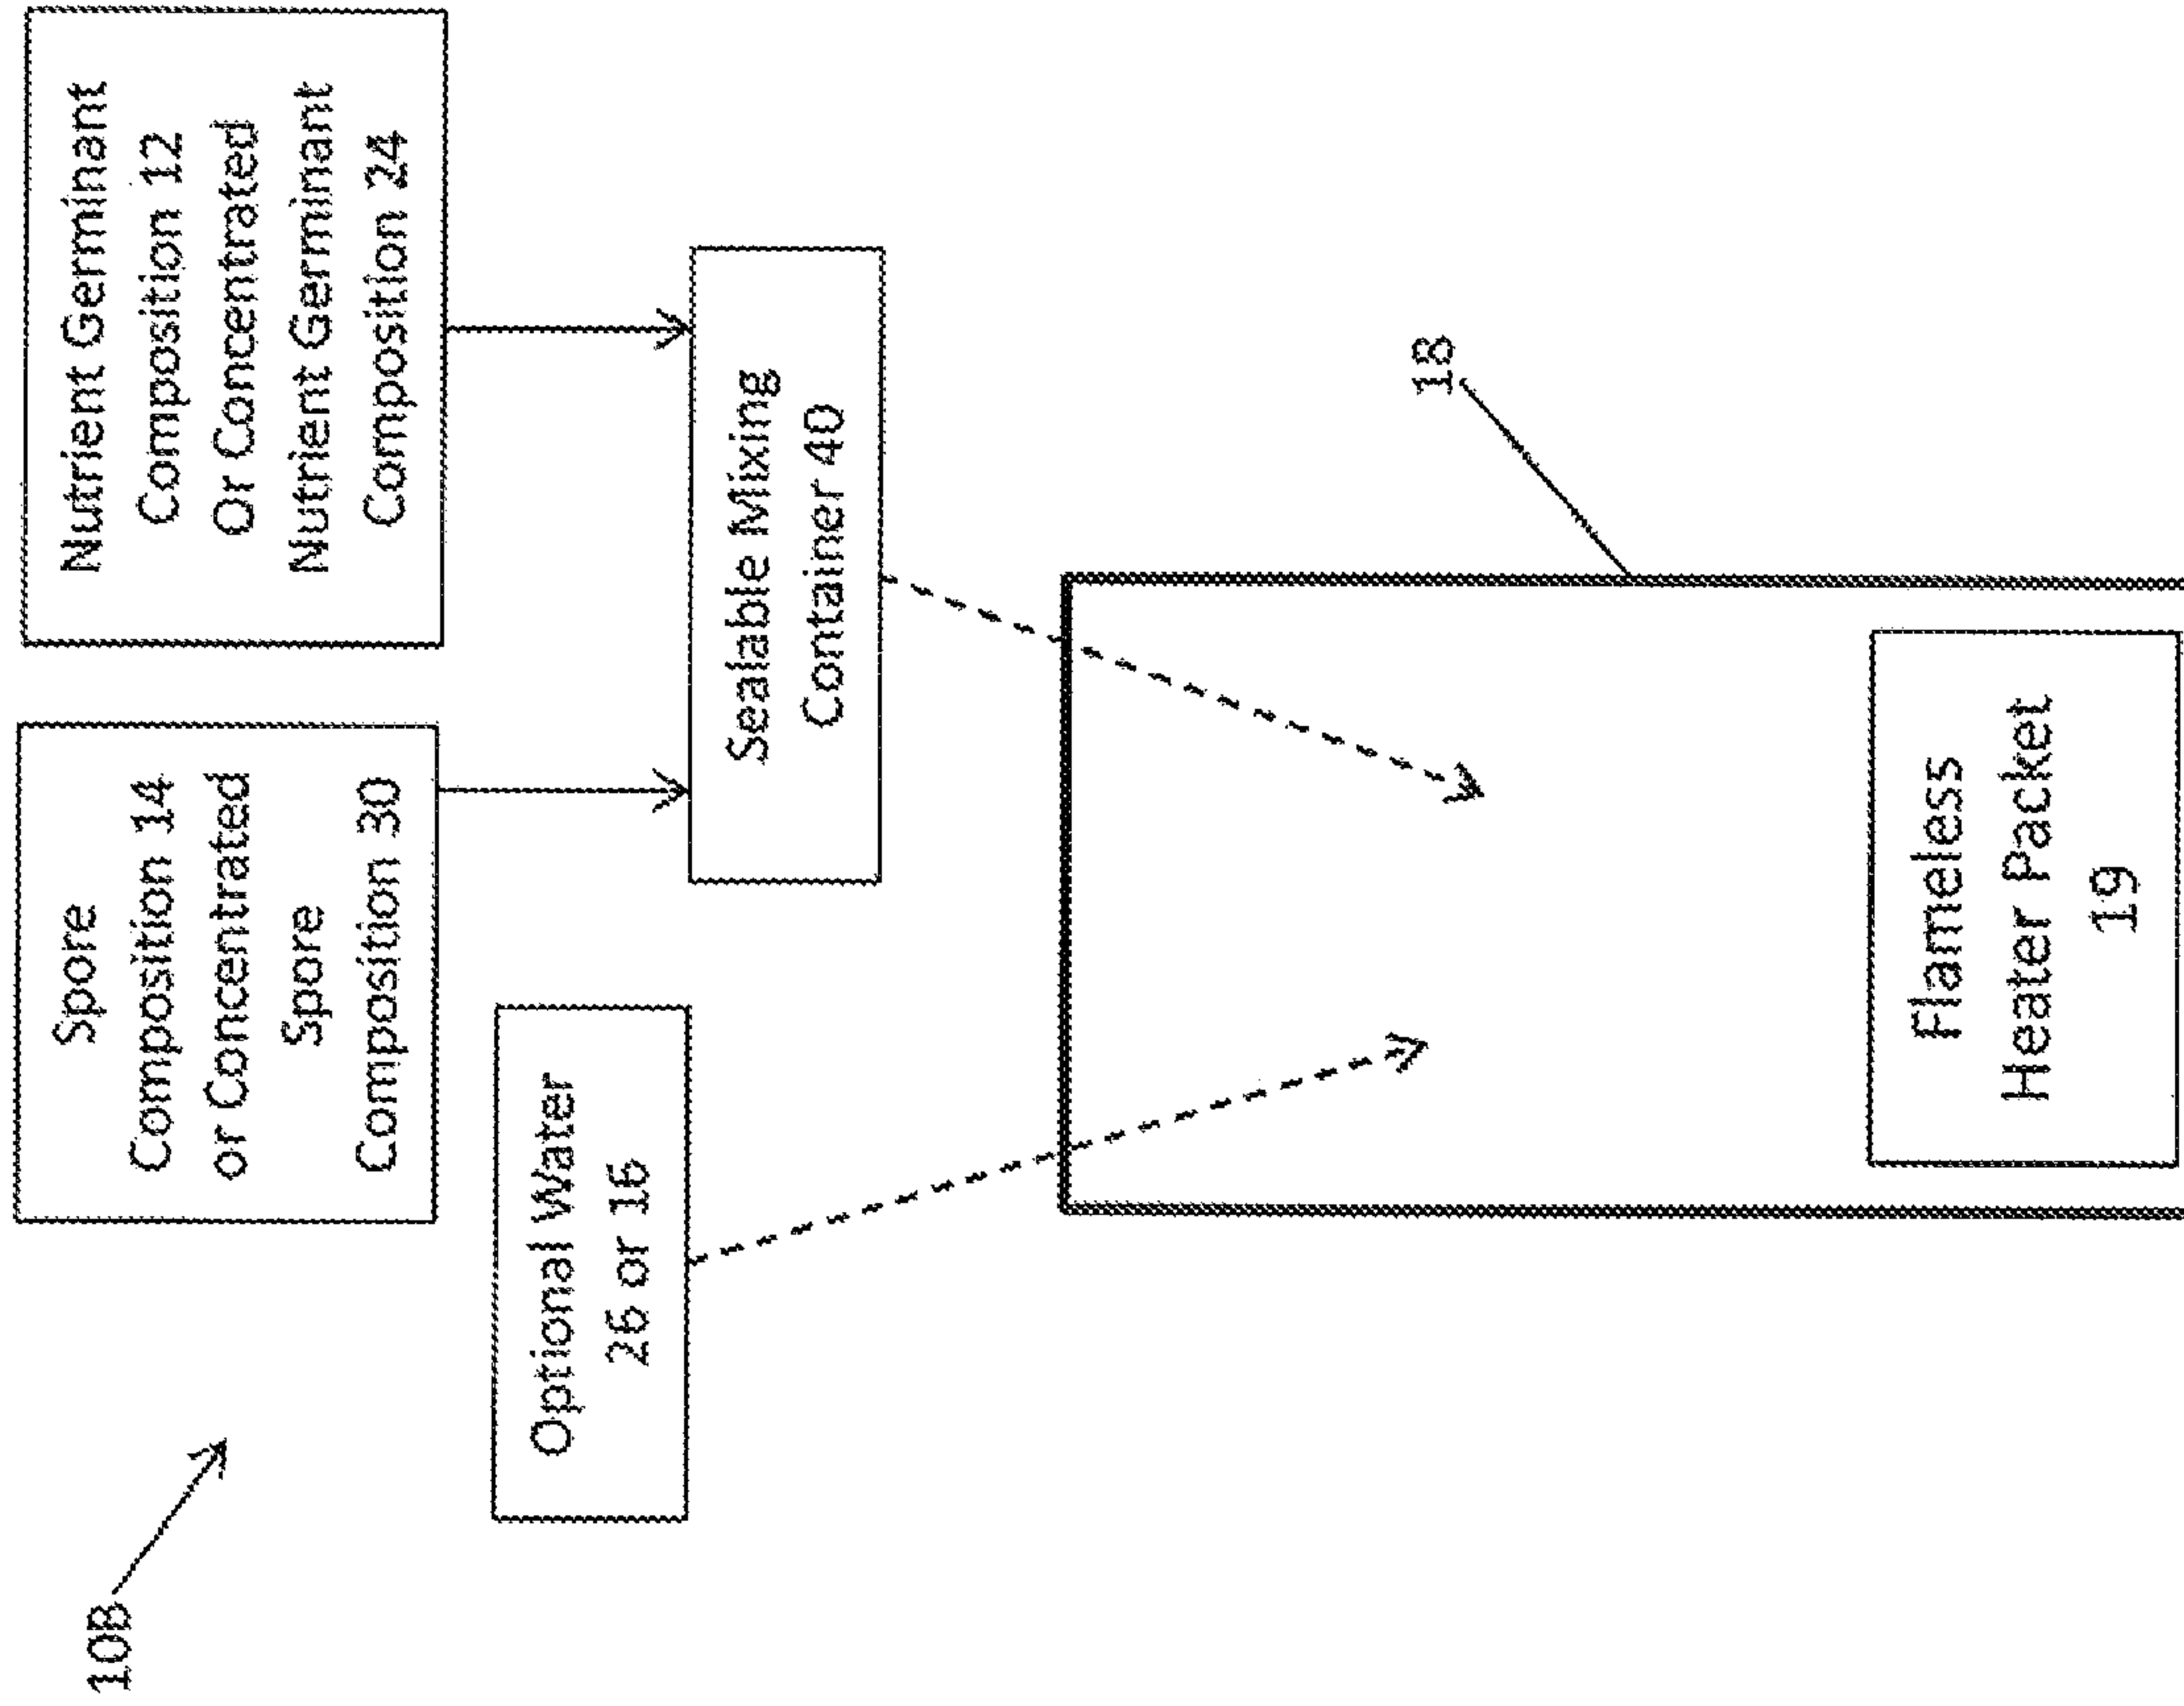 10B
Spore
Composition 14
or Concentrated
Spore
Composition 30
Nutrient Germinant
Composition 12
Or Concentrated
Nutrient Germinant
Composition 24
Optional Water
26 or 16
Sealable Mixing
Container 40
18
Flameless
Heater Packet
19